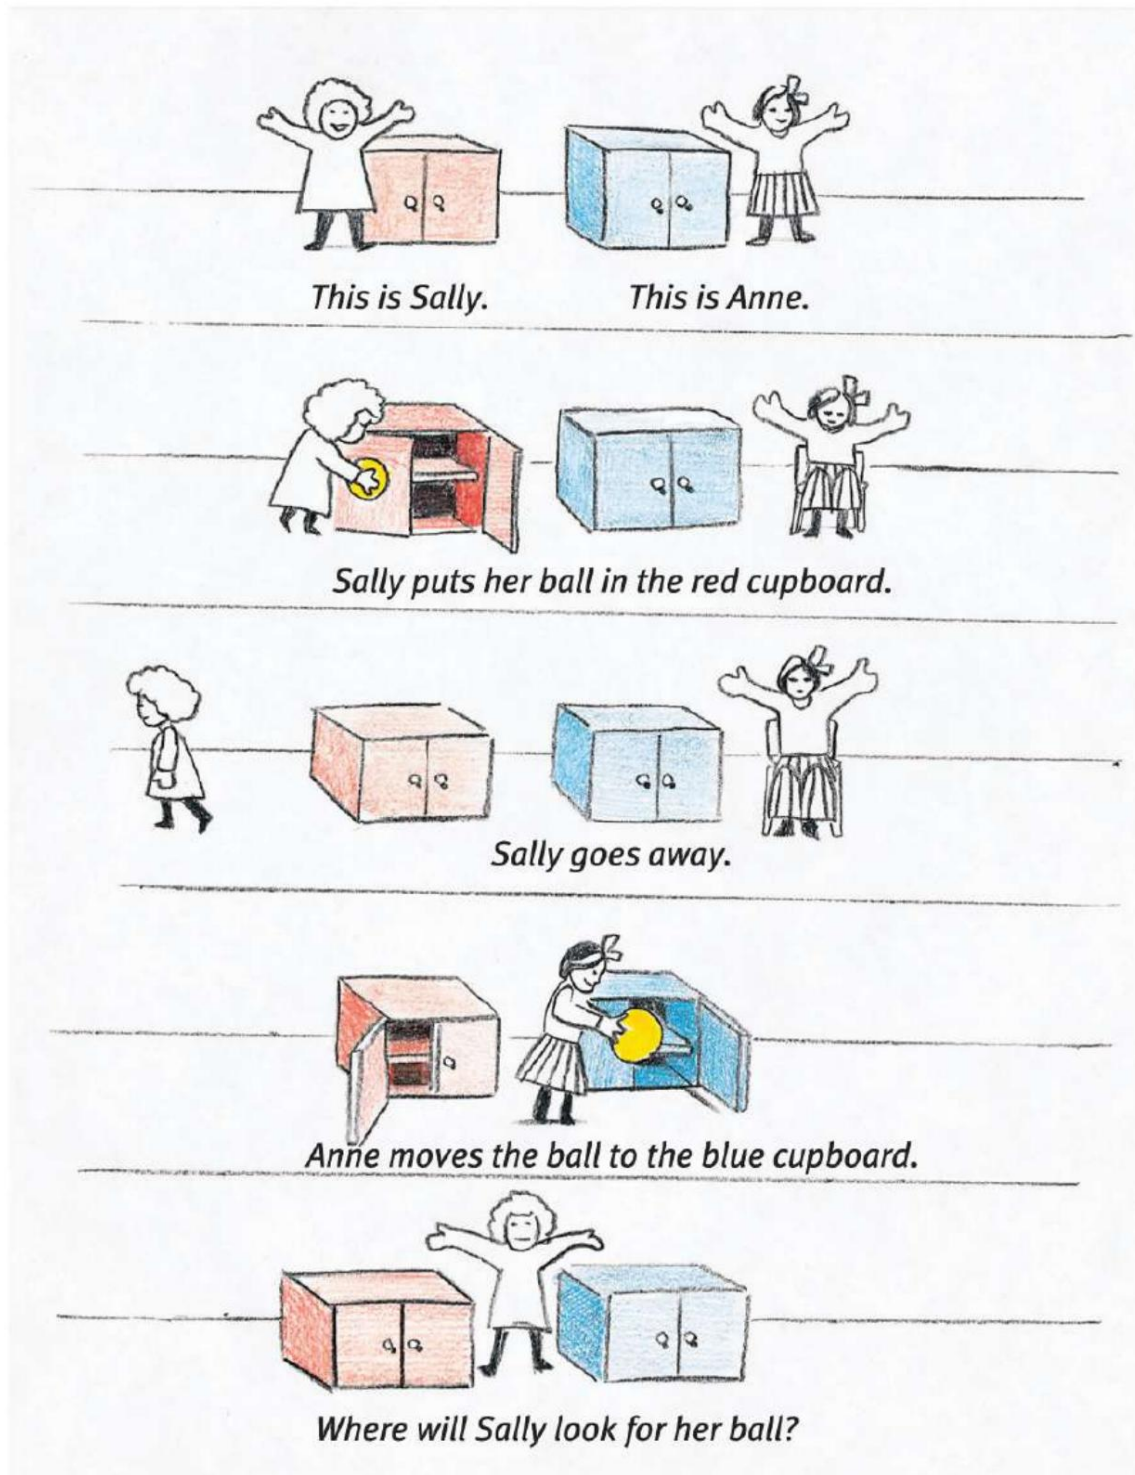 This is Sally. This is Anne.
Sally puts her ball in the red cupboard.
Sally goes away.
Anne moves the ball to the blue cupboard.
Where will Sally look for her ball?